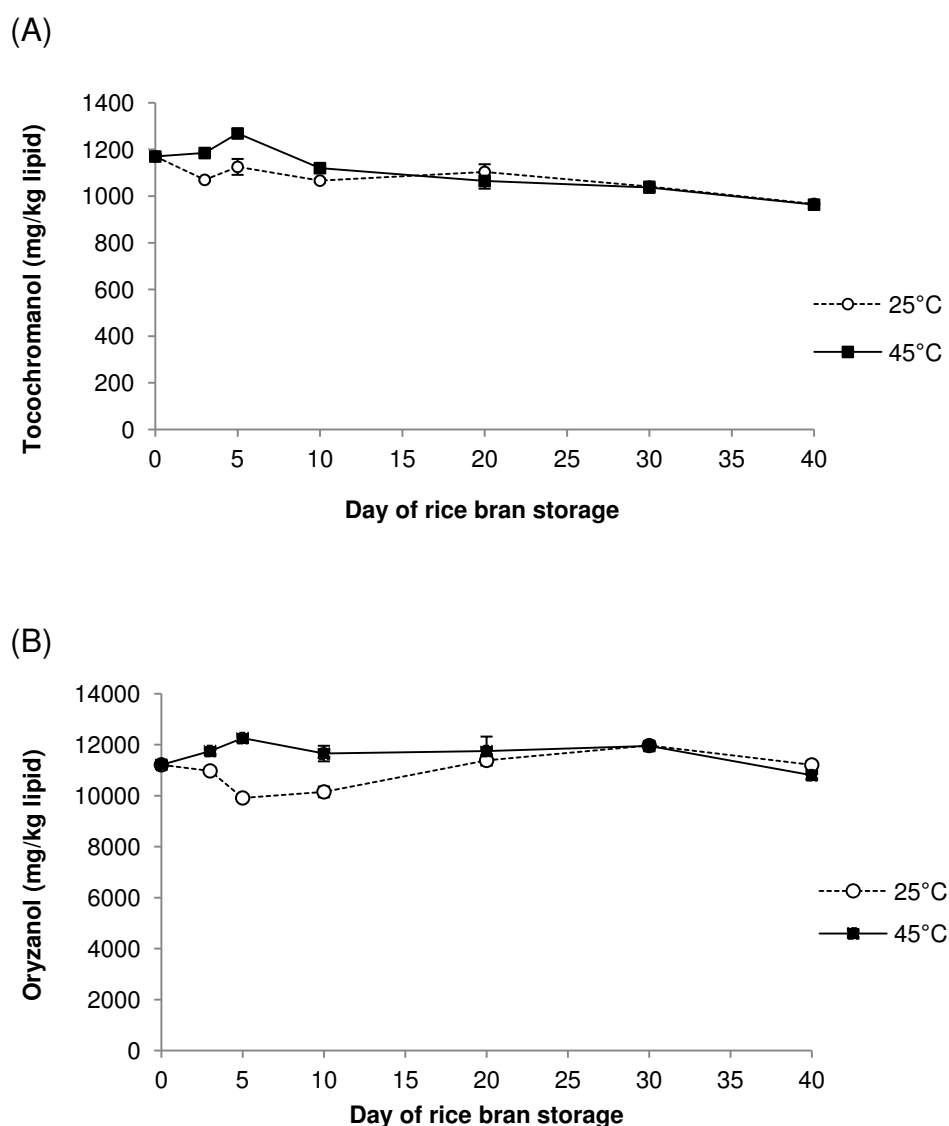 (A)
Tocochromanol (mg/kg lipid)
1400
1200
1000
800
600
400
200
0
0 5 10 15 20 25 30 35 40
Day of rice bran storage
25°C
45°C
(B)
Oryzanol (mg/kg lipid)
14000
12000
10000
8000
6000
4000
2000
0
0 5 10 15 20 25 30 35 40
Day of rice bran storage
25°C
45°C